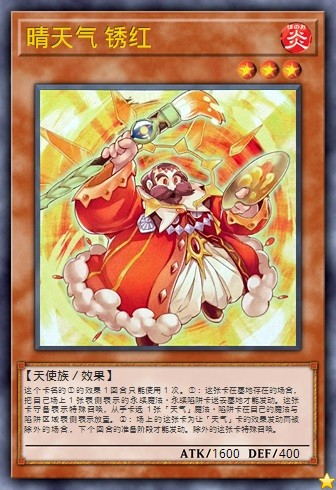 晴天气 锈红
炎
【天使族／效果】
这个卡名的①的效果1回合只能使用1次。①：这张卡在墓地存在的场合，
把自己场上1张表侧表示的永续魔法·永续陷阱卡送去墓地才能发动。这张
卡守备表示特殊召唤，从手卡选1张「天气」魔法·陷阱卡在自己的魔法与
陷阱区域表侧表示放置。②：场上的这张卡为让「天气」卡的效果发动而被
除外的场合，下个回合的准备阶段才能发动。除外的这张卡特殊召唤。
ATK/1600 DEF/400